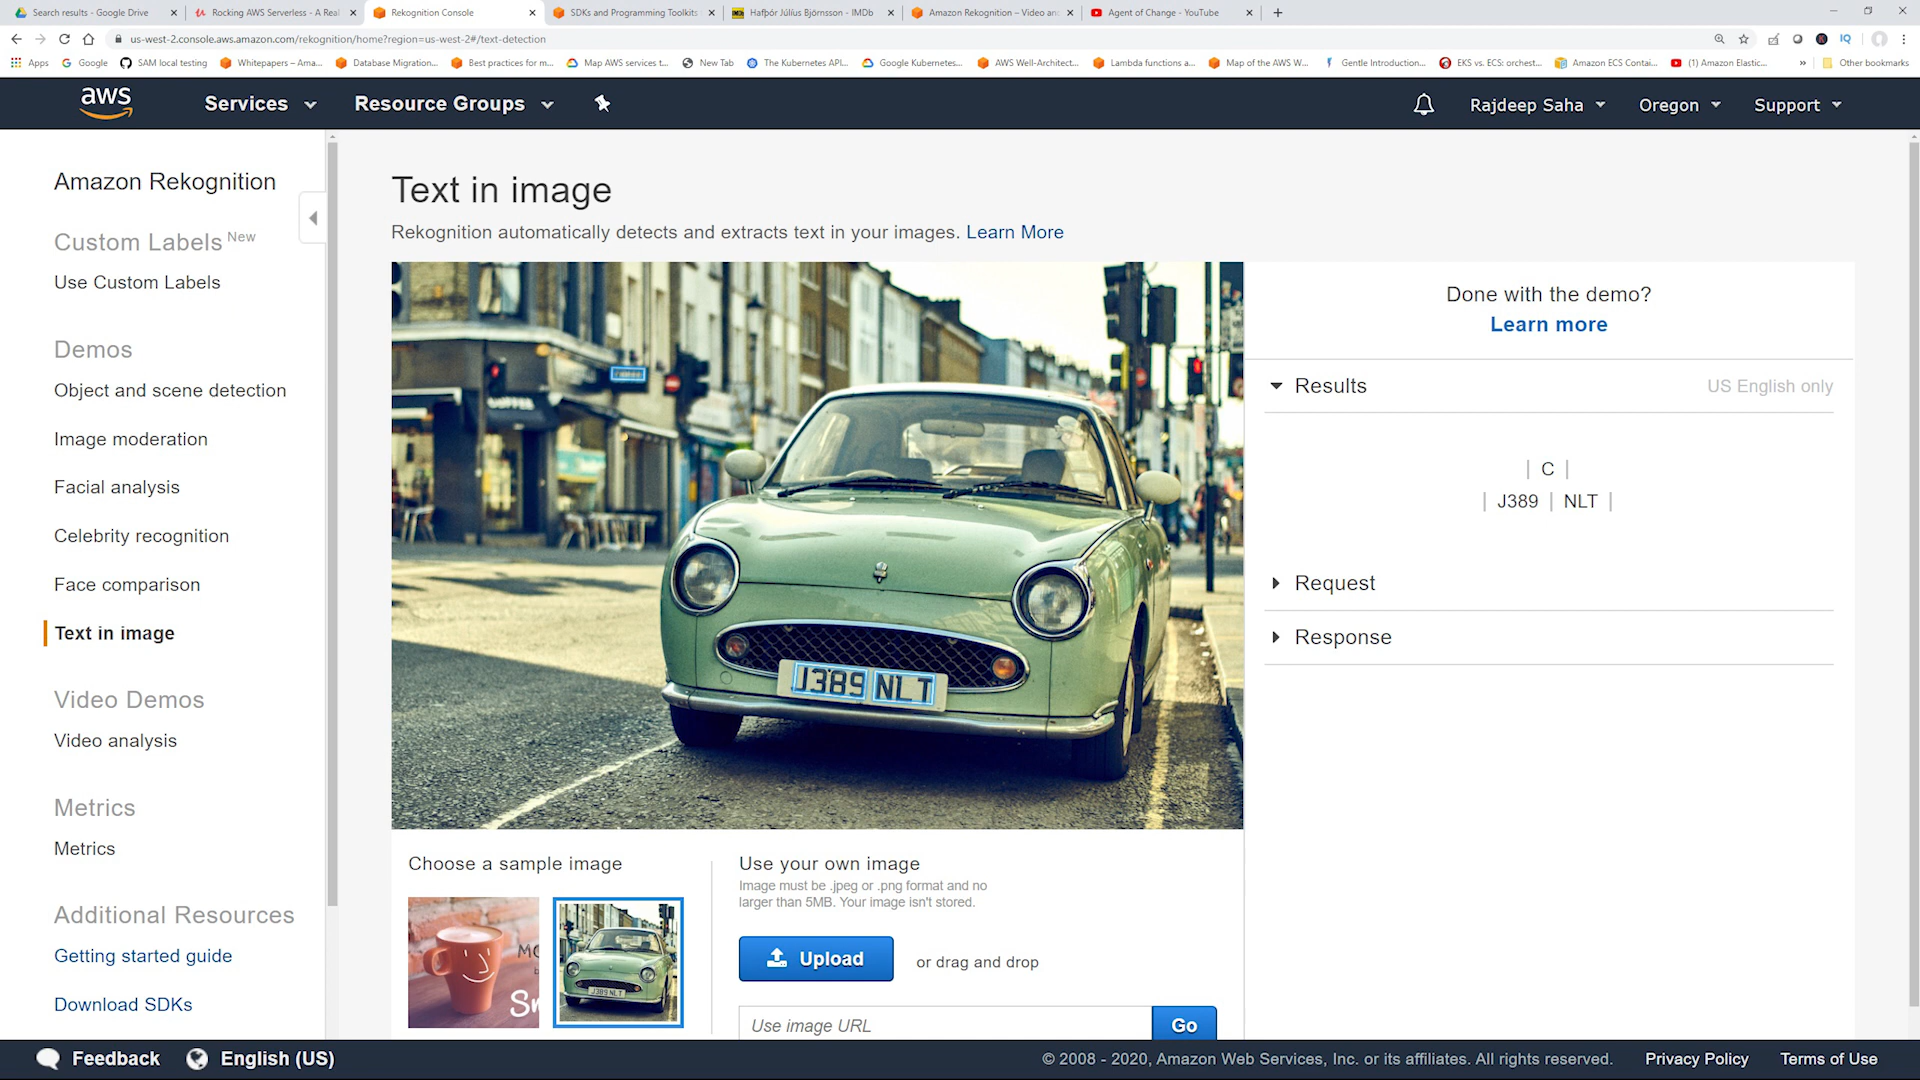 Search results - Google Drive
Rocking AWS Serverless - A Real
Rekognition Console
SDKs and Programming Toolkits
Hafþór Júlíus Björnsson - IMDb
Amazon Rekognition – Video an
Agent of Change - YouTube
us-west-2.console.aws.amazon.com/rekognition/home?region=us-west-2#/text-detection
Apps
Google
SAM local testing
Whitepapers – Ama...
Database Migration...
Best practices for m...
Map AWS services t...
New Tab
The Kubernetes API...
Google Kubernetes...
AWS Well-Architect...
Lambda functions a...
Map of the AWS W...
Gentle Introduction...
EKS vs. ECS: orchest...
Amazon ECS Contai...
(1) Amazon Elastic...
»
Other bookmarks
IQ
aws
Services
Resource Groups
Rajdeep Saha
Oregon
Support
Amazon Rekognition
Custom Labels New
Use Custom Labels
Demos
Object and scene detection
Image moderation
Facial analysis
Celebrity recognition
Face comparison
Text in image
Video Demos
Video analysis
Metrics
Metrics
Additional Resources
Getting started guide
Download SDKs
Text in image
Rekognition automatically detects and extracts text in your images. Learn More
J389 NLT
Done with the demo?
Learn more
Results
US English only
| C |
| J389 | NLT |
Request
Response
Choose a sample image
J389 NLT
Use your own image
Image must be .jpeg or .png format and no
larger than 5MB. Your image isn't stored.
Upload
or drag and drop
Use image URL
Go
Feedback
English (US)
© 2008 - 2020, Amazon Web Services, Inc. or its affiliates. All rights reserved.
Privacy Policy
Terms of Use